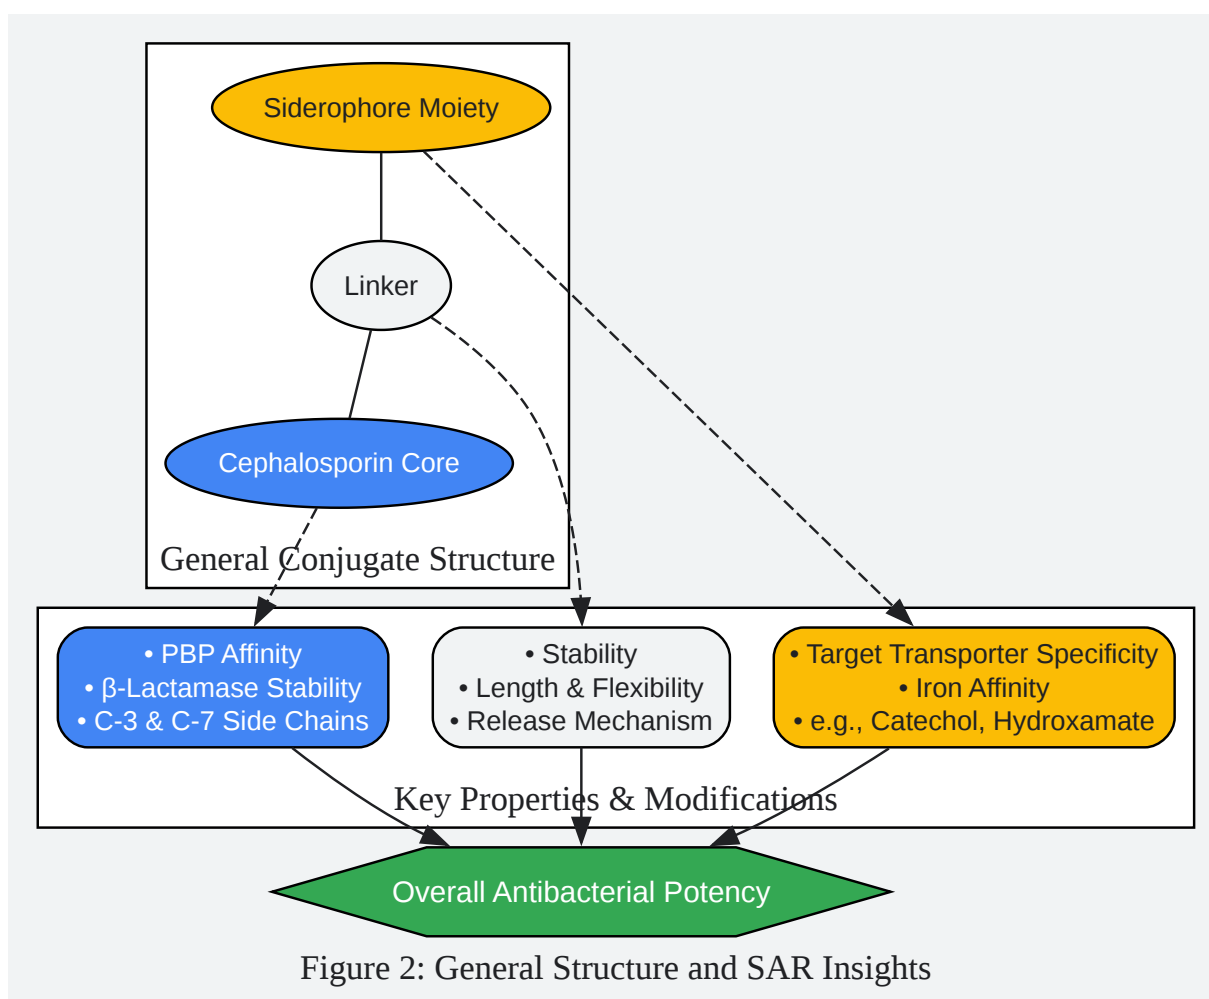 Siderophore Moiety
Linker
Cephalosporin Core
General Conjugate Structure
• PBP Affinity
• β-Lactamase Stability
• C-3 & C-7 Side Chains
• Stability
• Length & Flexibility
• Release Mechanism
• Target Transporter Specificity
• Iron Affinity
• e.g., Catechol, Hydroxamate
Key Properties & Modifications
Overall Antibacterial Potency
Figure 2: General Structure and SAR Insights